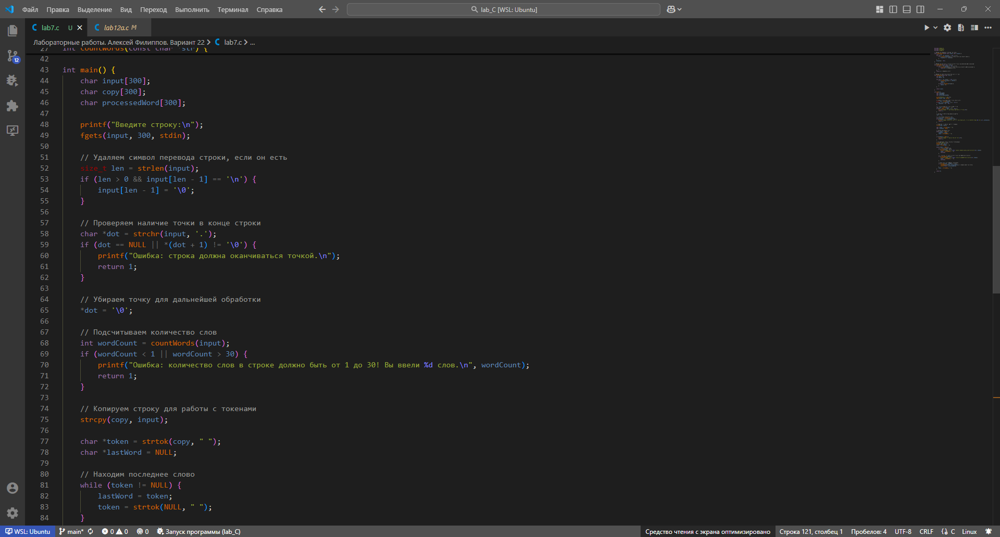 Файл Правка Выделение Вид Переход Выполнить Терминал Справка lab_C [WSL: Ubuntu]
lab7.c U lab12a.c M
Лабораторные работы. Алексей Филиппов. Вариант 22 > lab7.c > ...
27 int countWords(const char *str) {
42
43 int main() {
44 char input[300];
45 char copy[300];
46 char processedWord[300];
47
48 printf("Введите строку:\n");
49 fgets(input, 300, stdin);
50
51 // Удаляем символ перевода строки, если он есть
52 size_t len = strlen(input);
53 if (len > 0 && input[len - 1] == '\n') {
54 input[len - 1] = '\0';
55 }
56
57 // Проверяем наличие точки в конце строки
58 char *dot = strchr(input, '.');
59 if (dot == NULL || *(dot + 1) != '\0') {
60 printf("Ошибка: строка должна оканчиваться точкой.\n");
61 return 1;
62 }
63
64 // Убираем точку для дальнейшей обработки
65 *dot = '\0';
66
67 // Подсчитываем количество слов
68 int wordCount = countWords(input);
69 if (wordCount < 1 || wordCount > 30) {
70 printf("Ошибка: количество слов в строке должно быть от 1 до 30! Вы ввели %d слов.\n", wordCount);
71 return 1;
72 }
73
74 // Копируем строку для работы с токенами
75 strcpy(copy, input);
76
77 char *token = strtok(copy, " ");
78 char *lastWord = NULL;
79
80 // Находим последнее слово
81 while (token != NULL) {
82 lastWord = token;
83 token = strtok(NULL, " ");
84 }
12
WSL: Ubuntu main* 0 0 0 Запуск программы (lab_C) Средство чтения с экрана оптимизировано Строка 121, столбец 1 Пробелов: 4 UTF-8 CRLF {} C Linux